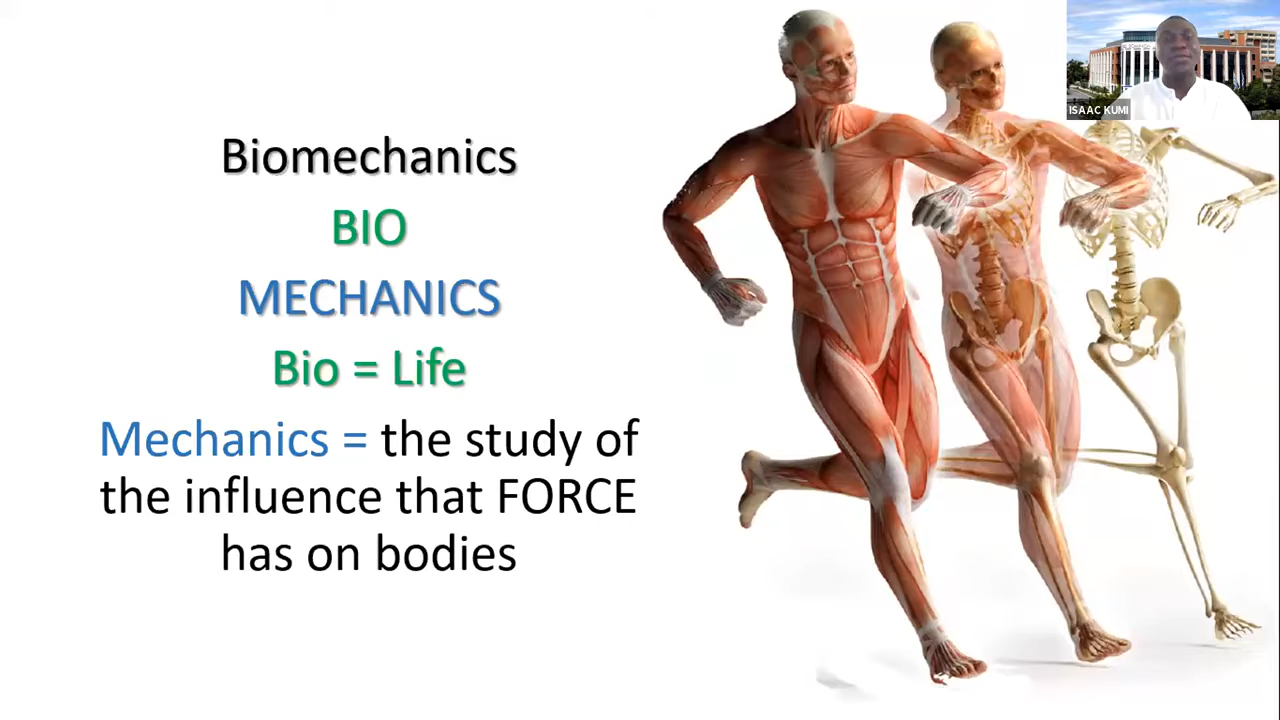 Biomechanics
BIO
MECHANICS
Bio = Life
Mechanics = the study of
the influence that FORCE
has on bodies
ISAAC KUMI